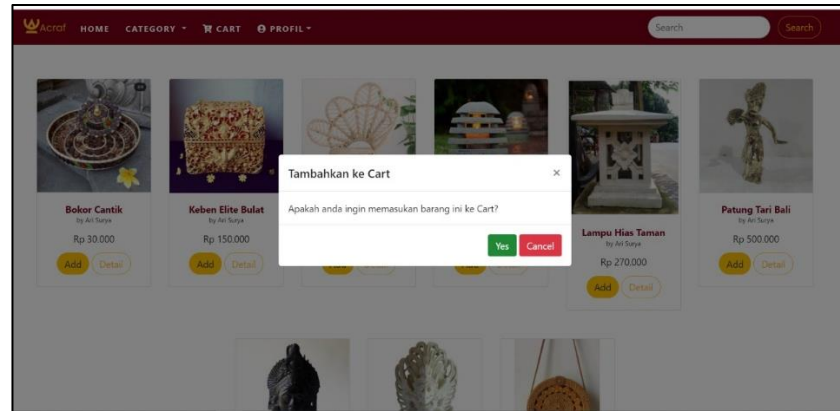 Acraf HOME CATEGORY CART PROFIL Search Search
Tambahkan ke Cart ×
Apakah anda ingin memasukan barang ini ke Cart?
Yes Cancel
Bokor Cantik
by Ari Surya
Rp 30.000
Add Detail
Keben Elite Bulat
by Ari Surya
Rp 150.000
Add Detail
Lampu Hias Taman
by Ari Surya
Rp 270.000
Add Detail
Patung Tari Bali
by Ari Surya
Rp 500.000
Add Detail